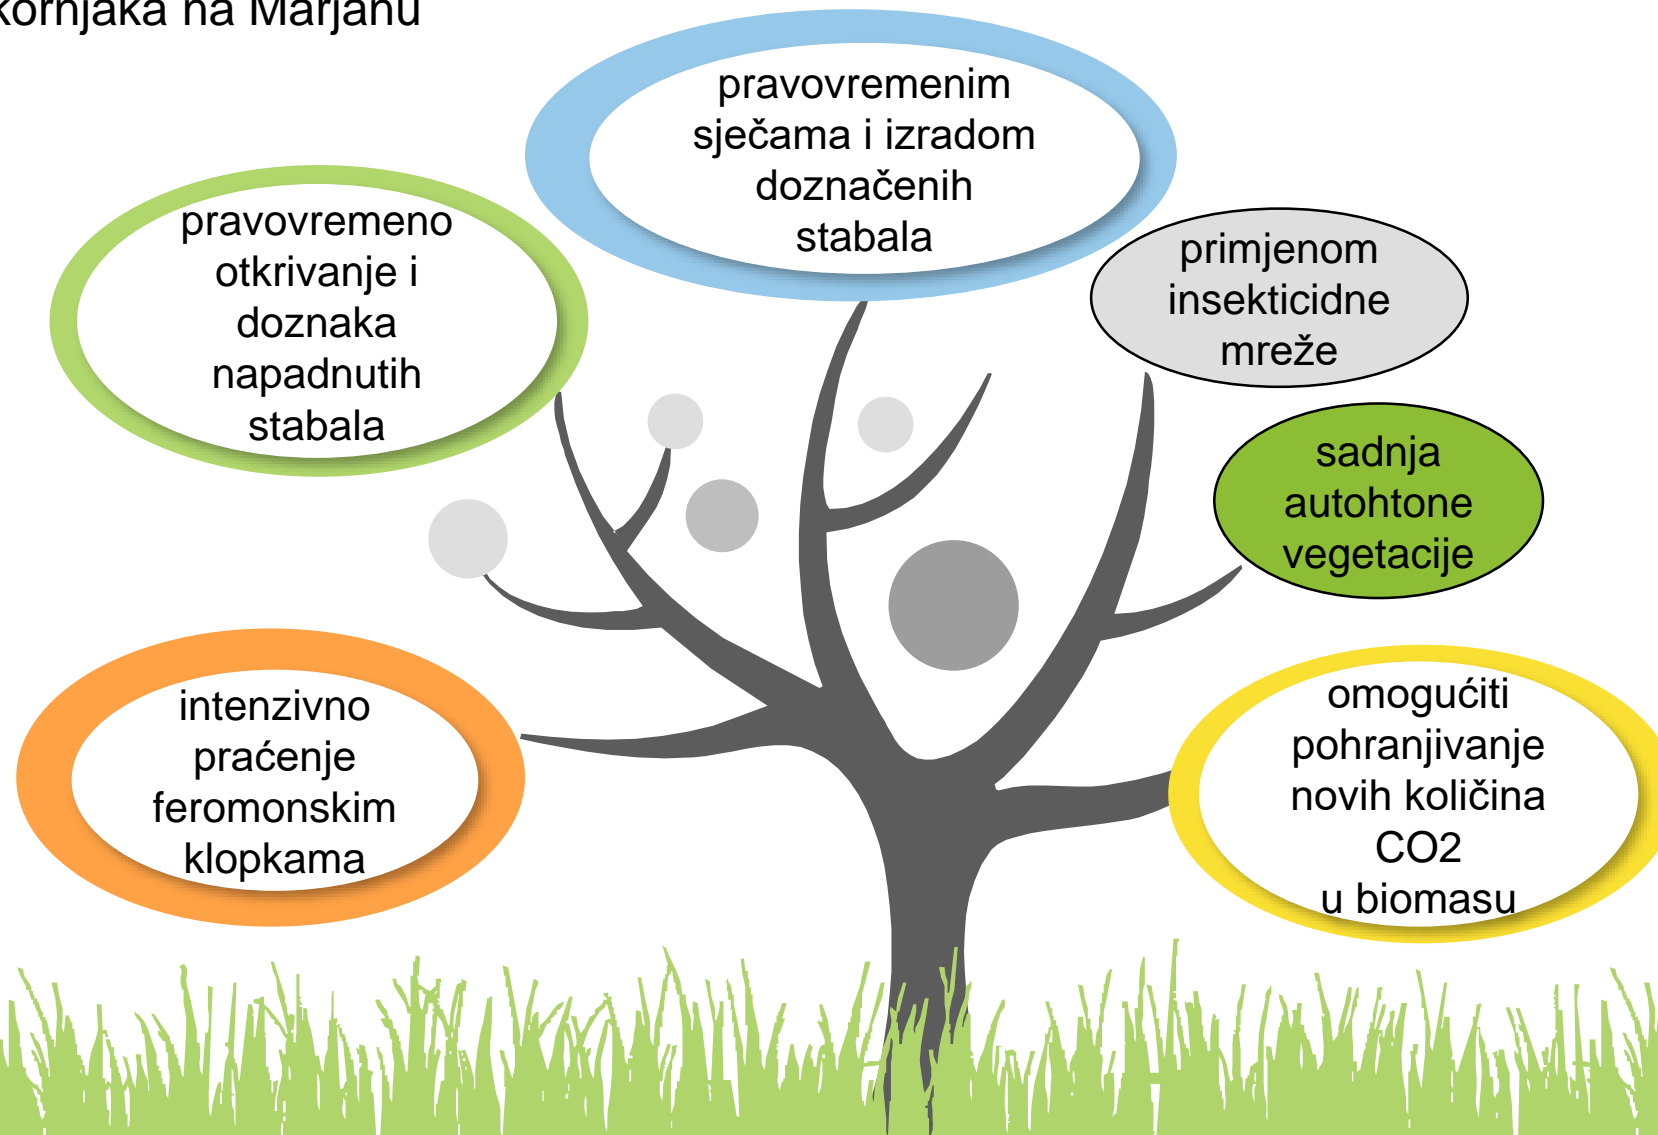 kornjaka na Marjanu
pravovremenim
sječama i izradom
doznačenih
stabala
pravovremeno
otkrivanje i
doznaka
napadnutih
stabala
primjenom
insekticidne
mreže
sadnja
autohtone
vegetacije
intenzivno
praćenje
feromonskim
klopkama
omogućiti
pohranjivanje
novih količina
CO2
u biomasu